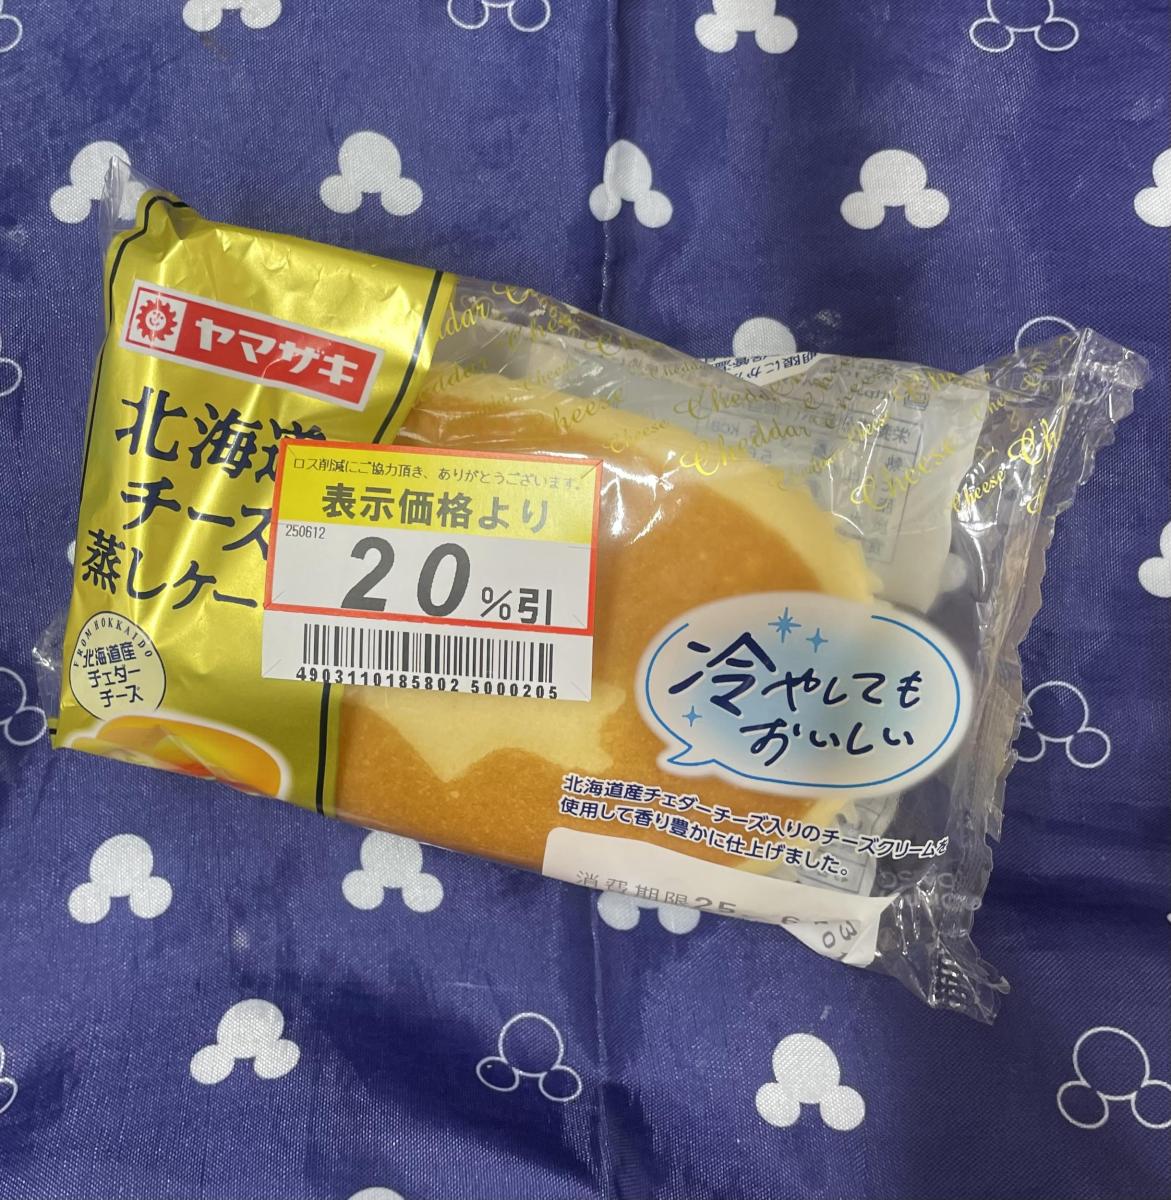 ヤマザキ
北海道
チーズ
蒸しケー
FROM HOKKAIDO
北海道産
チェダー
チーズ
ロス削減にご協力頂き、ありがとうございます。
表示価格より
250612
20%引
4903110185802 5000205
Cheddar
Cheese
冷やしても
おいしい
北海道産チェダーチーズ入りのチーズクリームを
使用して香り豊かに仕上げました。
消費期限25